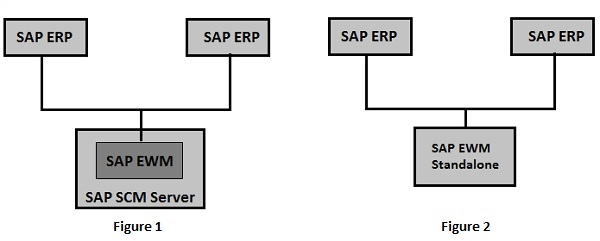 SAP ERP
SAP ERP
SAP ERP
SAP ERP
SAP EWM
SAP SCM Server
SAP EWM
Standalone
Figure 1
Figure 2